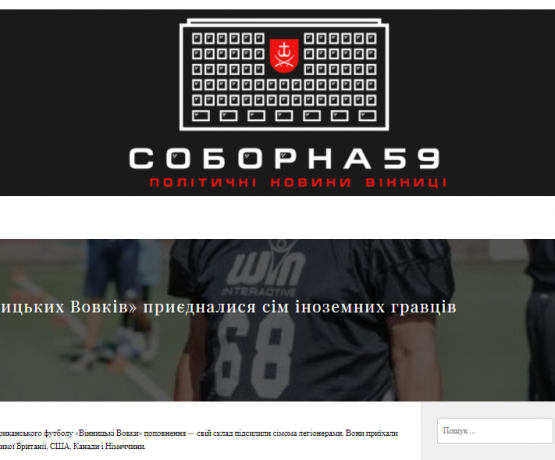 СОБОРНА59
ПОЛІТИЧНІ НОВИНИ ВІННИЦІ
WIN
INTERACTIVE
ицьких Вовків» приєдналися сім іноземних гравців
68
риканського футболу «Вінницькі Вовки» поповнення — свій склад підсилили сімома легіонерами. Вони приїхали
икої Британії, США, Канади і Німеччини.
Пошук ...